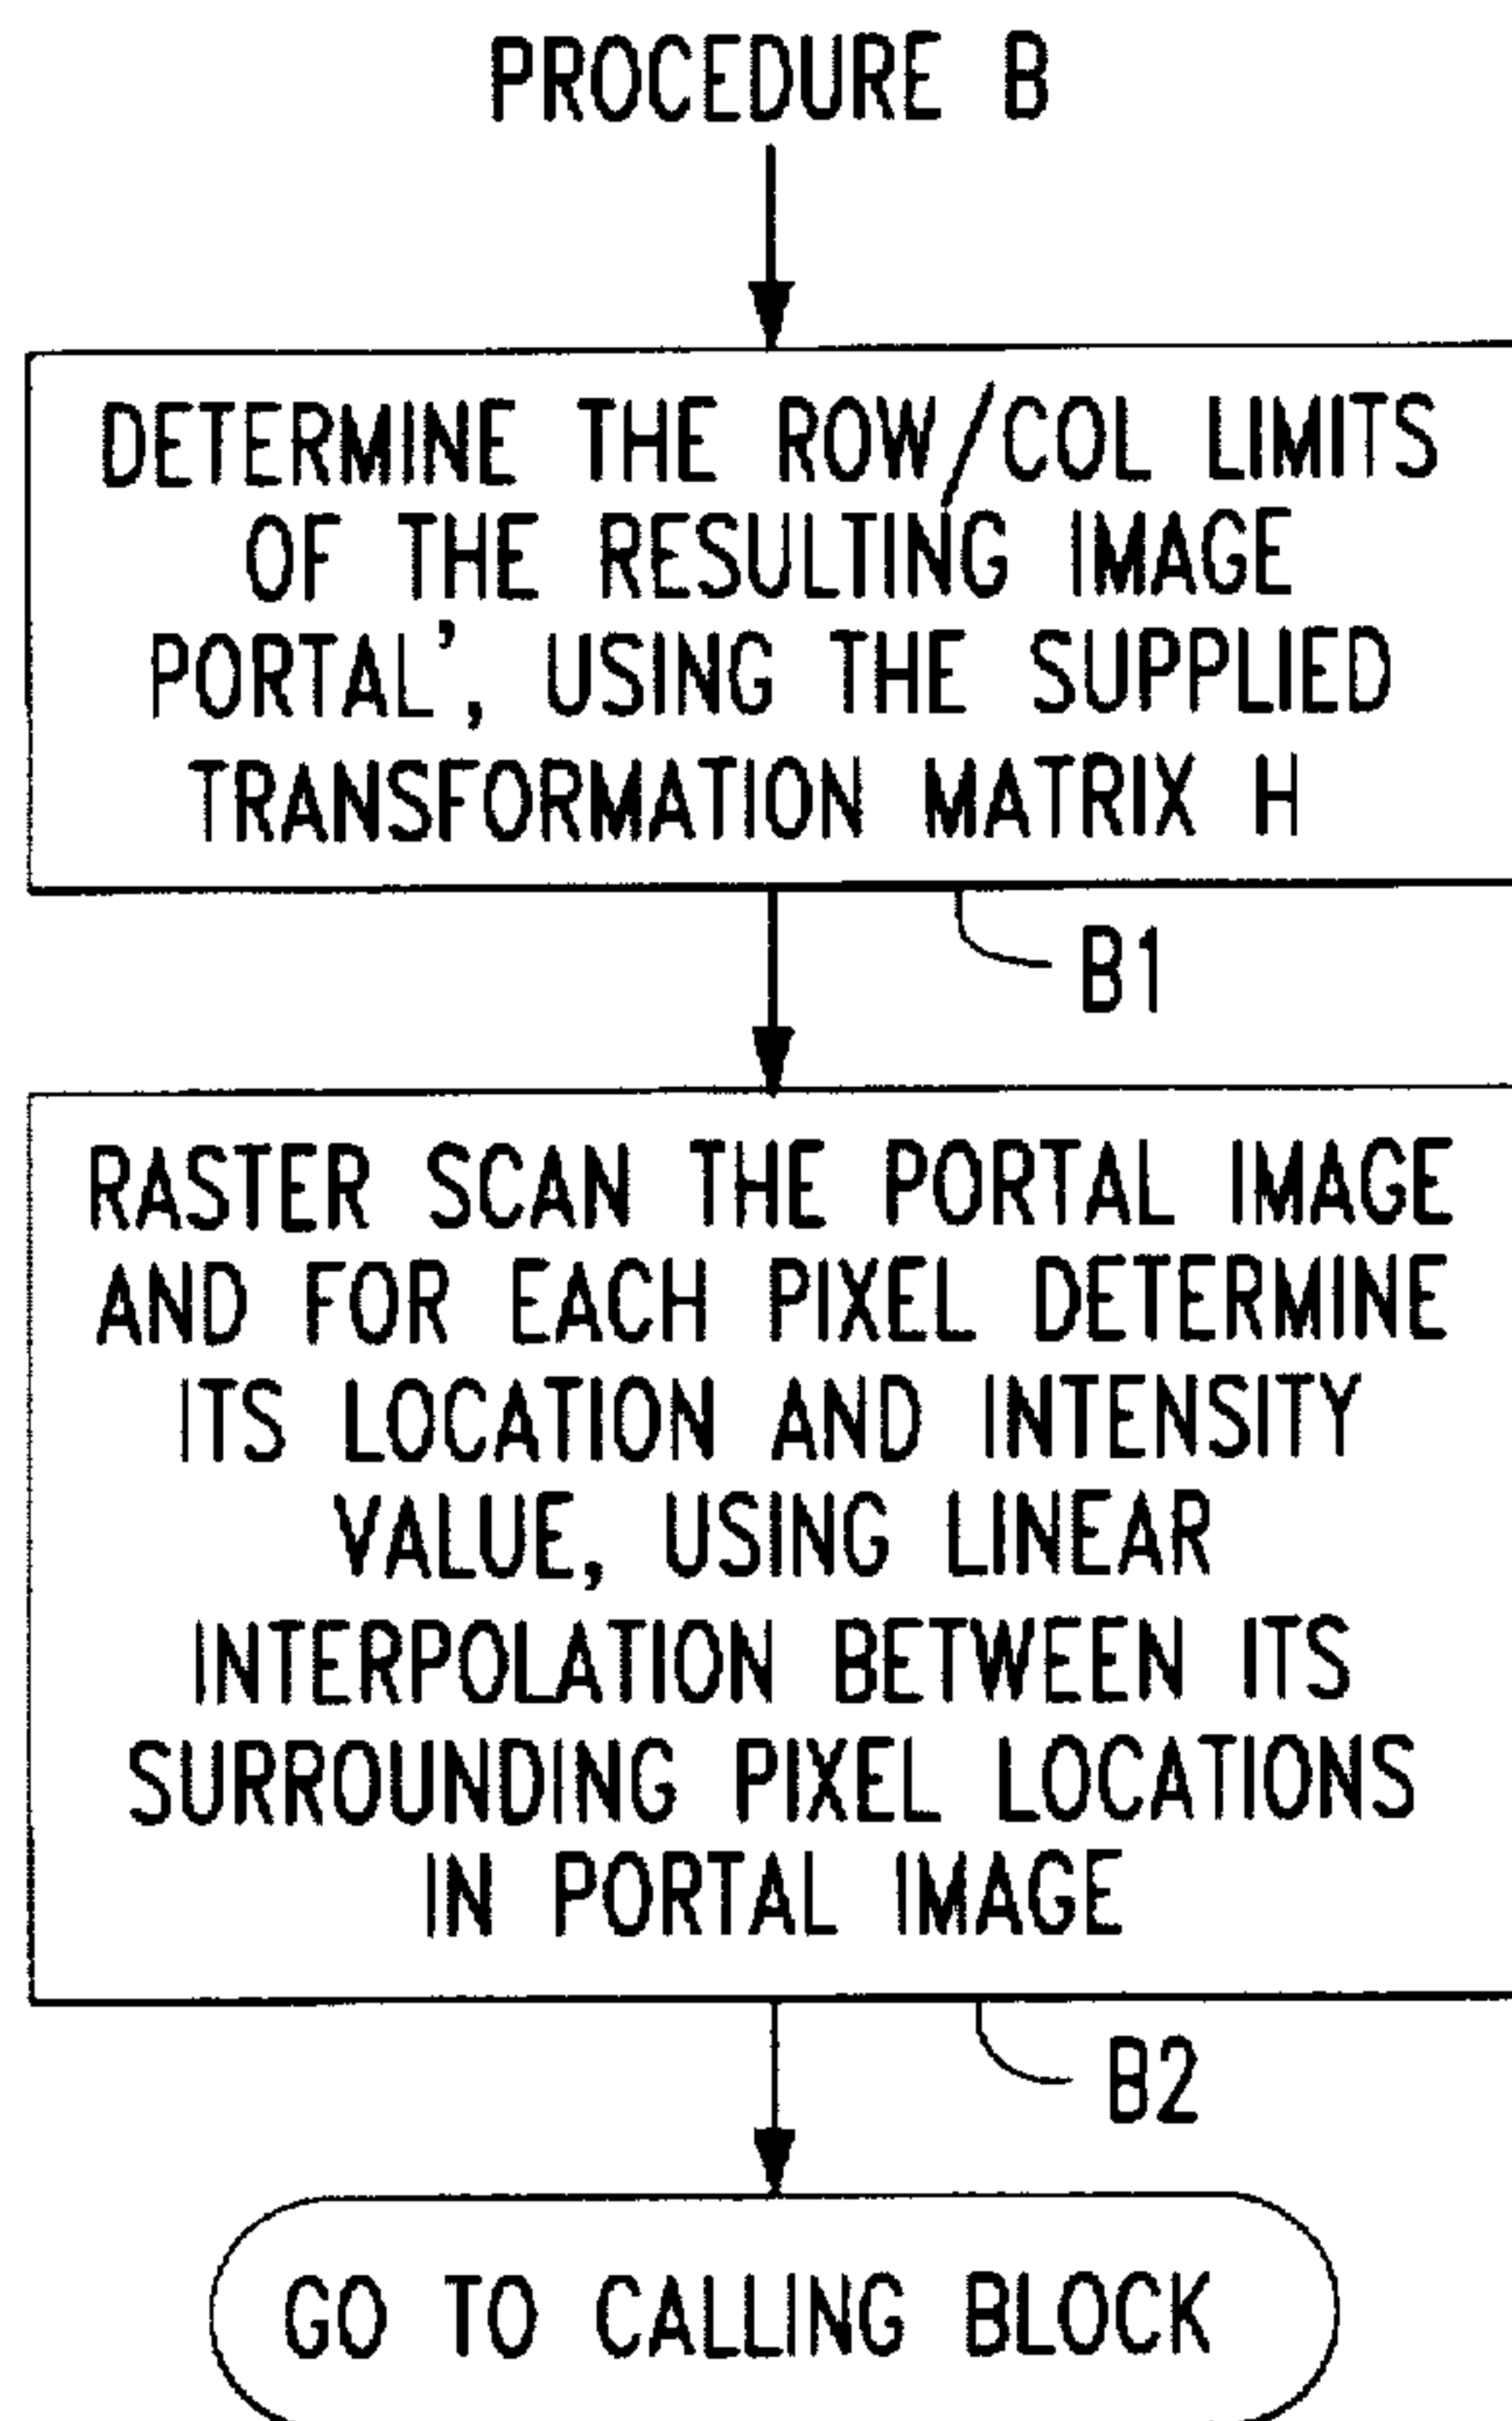 PROCEDURE B
DETERMINE THE ROW/COL LIMITS
OF THE RESULTING IMAGE
PORTAL', USING THE SUPPLIED
TRANSFORMATION MATRIX H
B1
RASTER SCAN THE PORTAL IMAGE
AND FOR EACH PIXEL DETERMINE
ITS LOCATION AND INTENSITY
VALUE, USING LINEAR
INTERPOLATION BETWEEN ITS
SURROUNDING PIXEL LOCATIONS
IN PORTAL IMAGE
B2
GO TO CALLING BLOCK